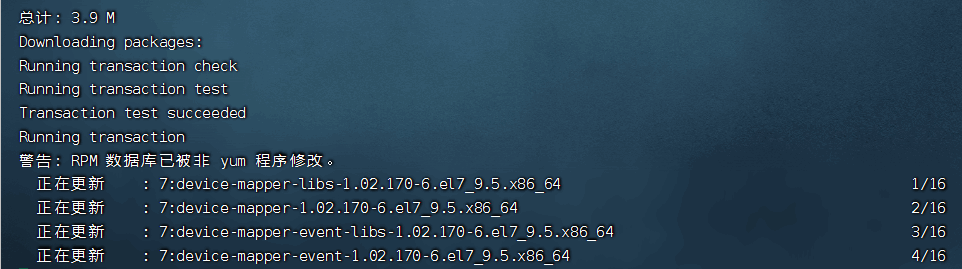 总计: 3.9 M
Downloading packages:
Running transaction check
Running transaction test
Transaction test succeeded
Running transaction
警告: RPM 数据库已被非 yum 程序修改。
正在更新 : 7:device-mapper-libs-1.02.170-6.el7_9.5.x86_64 1/16
正在更新 : 7:device-mapper-1.02.170-6.el7_9.5.x86_64 2/16
正在更新 : 7:device-mapper-event-libs-1.02.170-6.el7_9.5.x86_64 3/16
正在更新 : 7:device-mapper-event-1.02.170-6.el7_9.5.x86_64 4/16